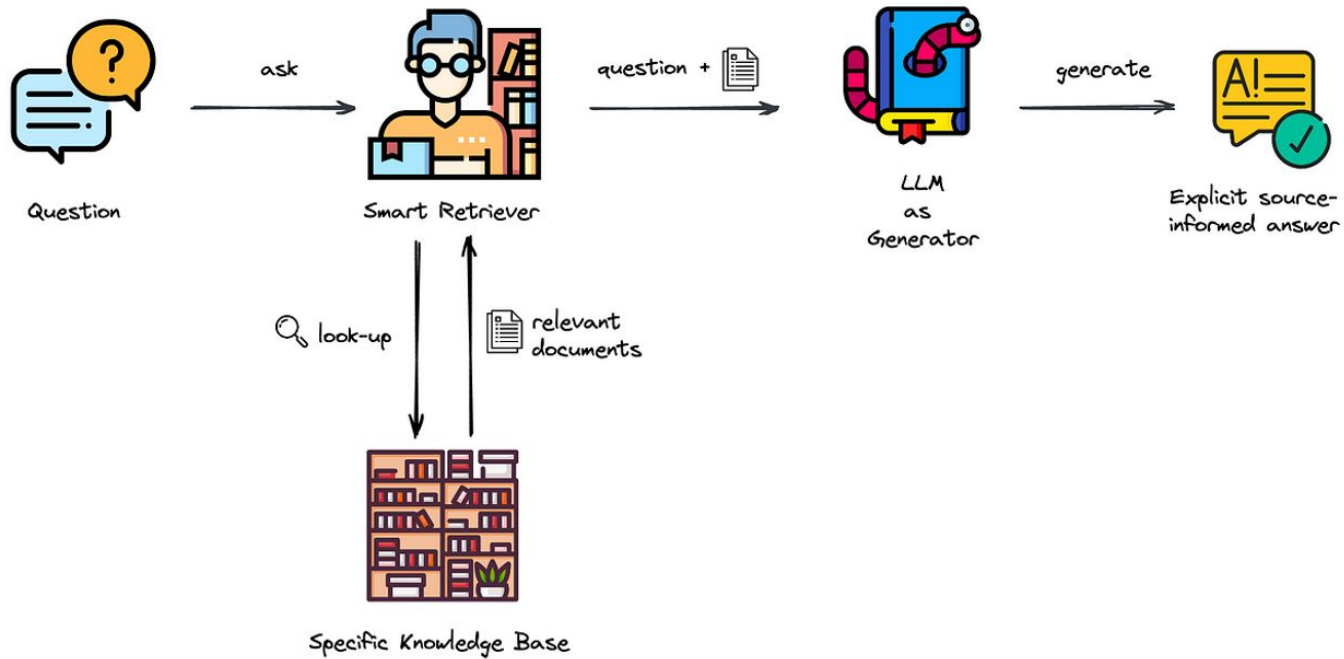 ?
ask
question +
generate
A!
Question
Smart Retriever
LLM
as
Generator
Explicit source-
informed answer
look-up
relevant
documents
Specific Knowledge Base